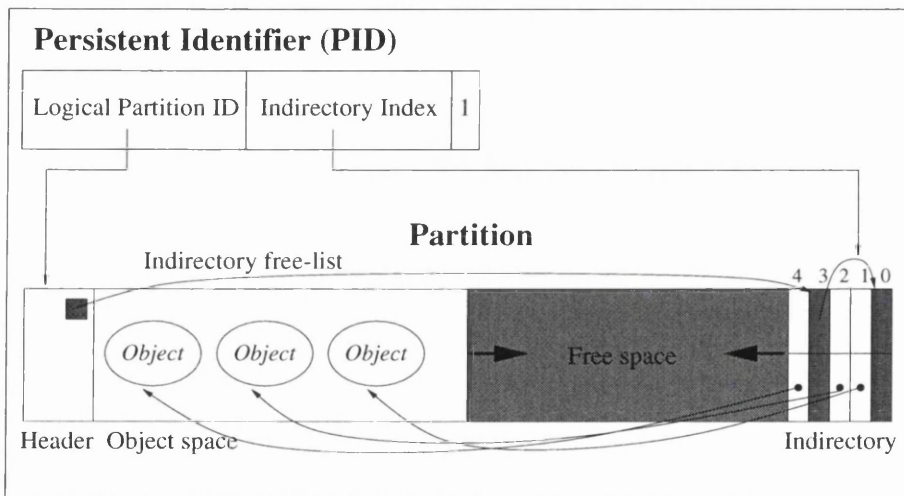 Persistent Identifier (PID)
Logical Partition ID Indirectory Index 1
Partition
Indirectory free-list
4 3 2 1 0
Object Object Object
Free space
Header Object space Indirectory